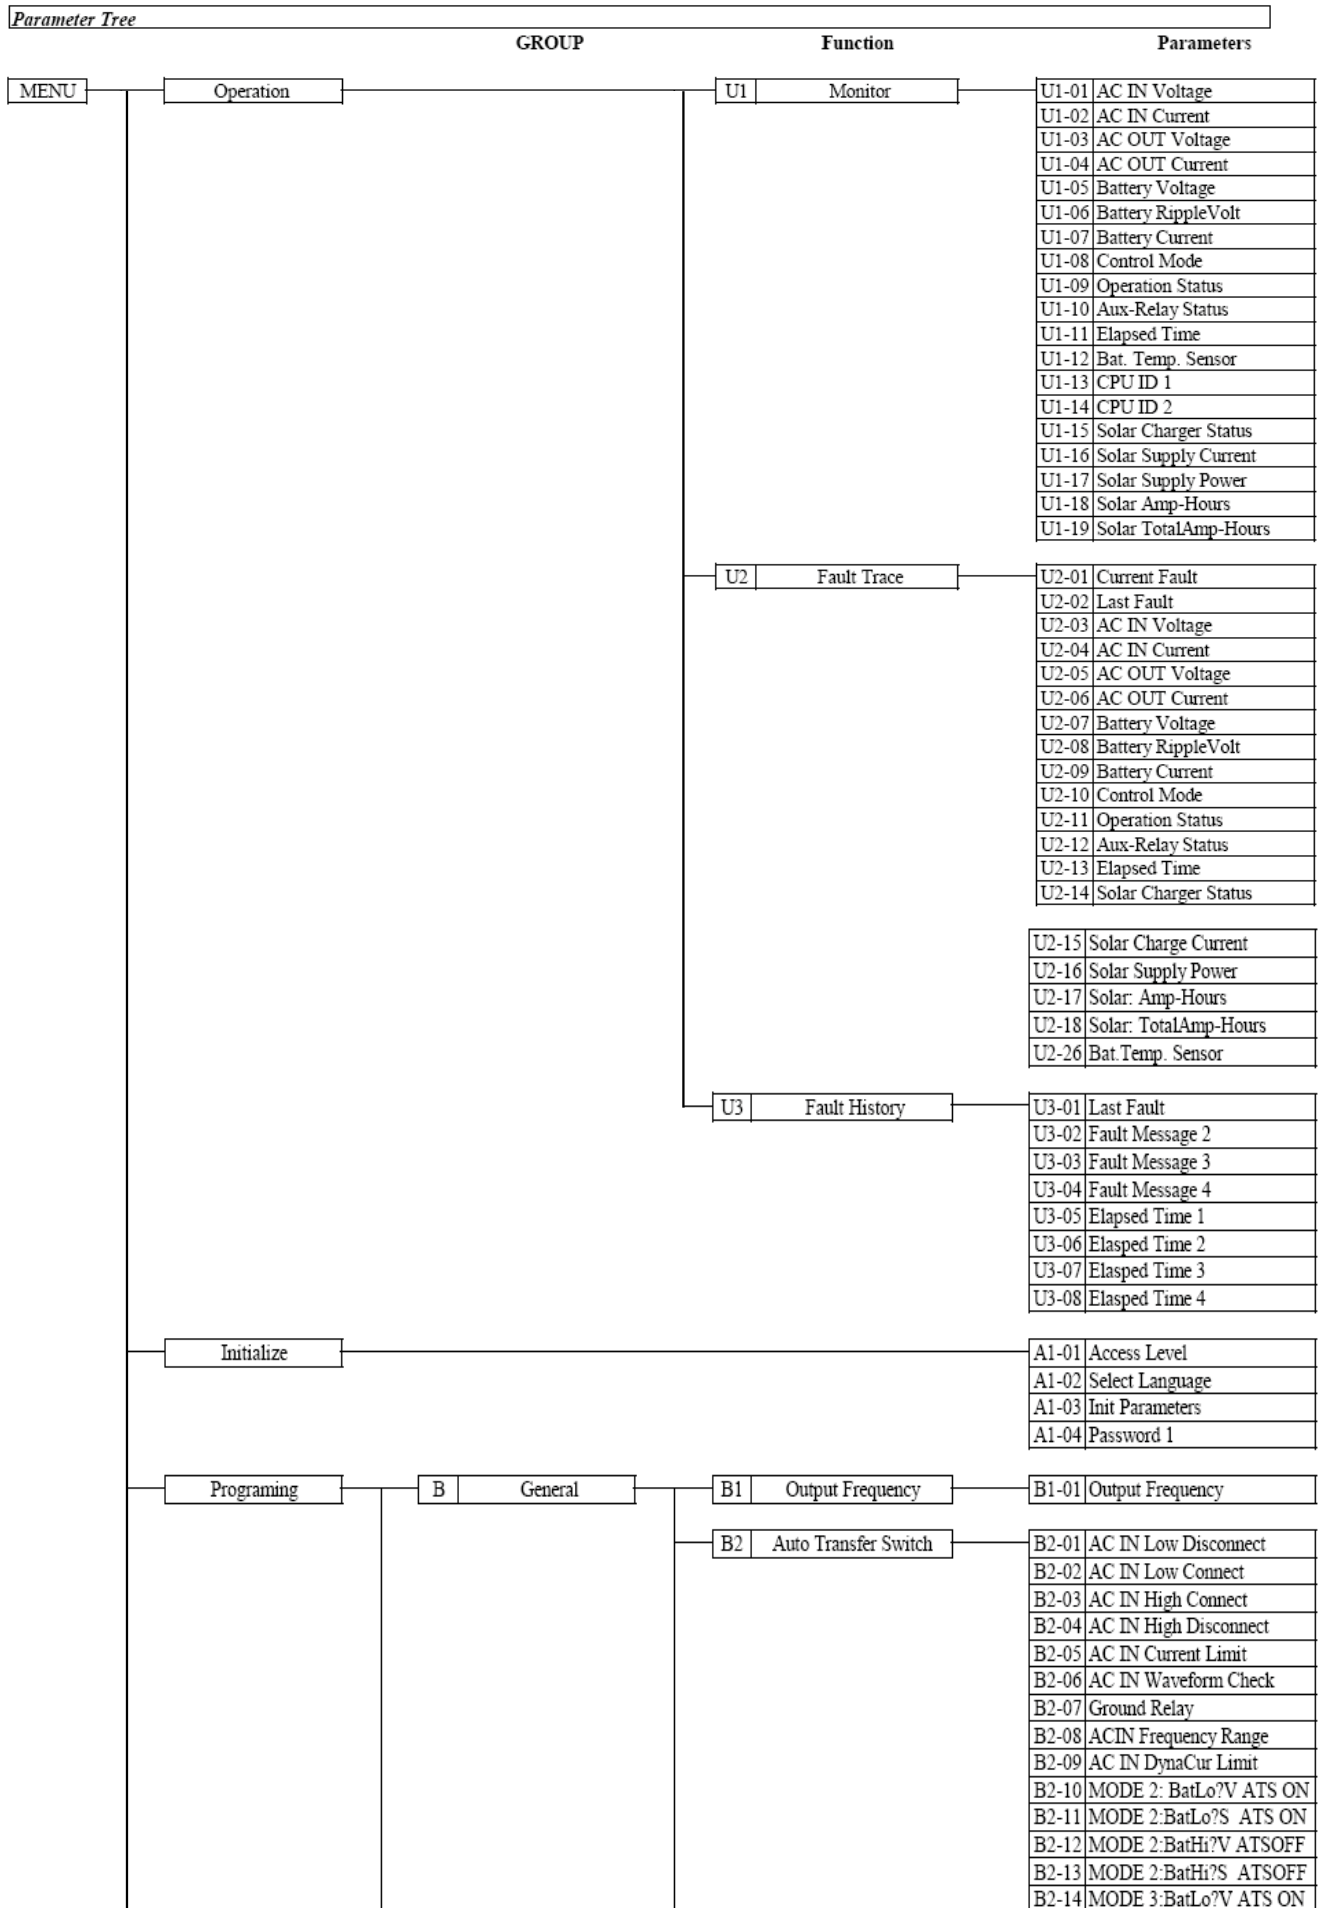 Parameter Tree
GROUP Function Parameters
MENU Operation U1 Monitor U1-01 AC IN Voltage
U1-02 AC IN Current
U1-03 AC OUT Voltage
U1-04 AC OUT Current
U1-05 Battery Voltage
U1-06 Battery RippleVolt
U1-07 Battery Current
U1-08 Control Mode
U1-09 Operation Status
U1-10 Aux-Relay Status
U1-11 Elapsed Time
U1-12 Bat. Temp. Sensor
U1-13 CPU ID 1
U1-14 CPU ID 2
U1-15 Solar Charger Status
U1-16 Solar Supply Current
U1-17 Solar Supply Power
U1-18 Solar Amp-Hours
U1-19 Solar TotalAmp-Hours
U2 Fault Trace U2-01 Current Fault
U2-02 Last Fault
U2-03 AC IN Voltage
U2-04 AC IN Current
U2-05 AC OUT Voltage
U2-06 AC OUT Current
U2-07 Battery Voltage
U2-08 Battery RippleVolt
U2-09 Battery Current
U2-10 Control Mode
U2-11 Operation Status
U2-12 Aux-Relay Status
U2-13 Elapsed Time
U2-14 Solar Charger Status
U2-15 Solar Charge Current
U2-16 Solar Supply Power
U2-17 Solar: Amp-Hours
U2-18 Solar: TotalAmp-Hours
U2-26 Bat.Temp. Sensor
U3 Fault History U3-01 Last Fault
U3-02 Fault Message 2
U3-03 Fault Message 3
U3-04 Fault Message 4
U3-05 Elapsed Time 1
U3-06 Elasped Time 2
U3-07 Elasped Time 3
U3-08 Elasped Time 4
Initialize A1-01 Access Level
A1-02 Select Language
A1-03 Init Parameters
A1-04 Password 1
Programing B General B1 Output Frequency B1-01 Output Frequency
B2 Auto Transfer Switch B2-01 AC IN Low Disconnect
B2-02 AC IN Low Connect
B2-03 AC IN High Connect
B2-04 AC IN High Disconnect
B2-05 AC IN Current Limit
B2-06 AC IN Waveform Check
B2-07 Ground Relay
B2-08 ACIN Frequency Range
B2-09 AC IN DynaCur Limit
B2-10 MODE 2: BatLo?V ATS ON
B2-11 MODE 2:BatLo?S ATS ON
B2-12 MODE 2:BatHi?V ATSOFF
B2-13 MODE 2:BatHi?S ATSOFF
B2-14 MODE 3:BatLo?V ATS ON